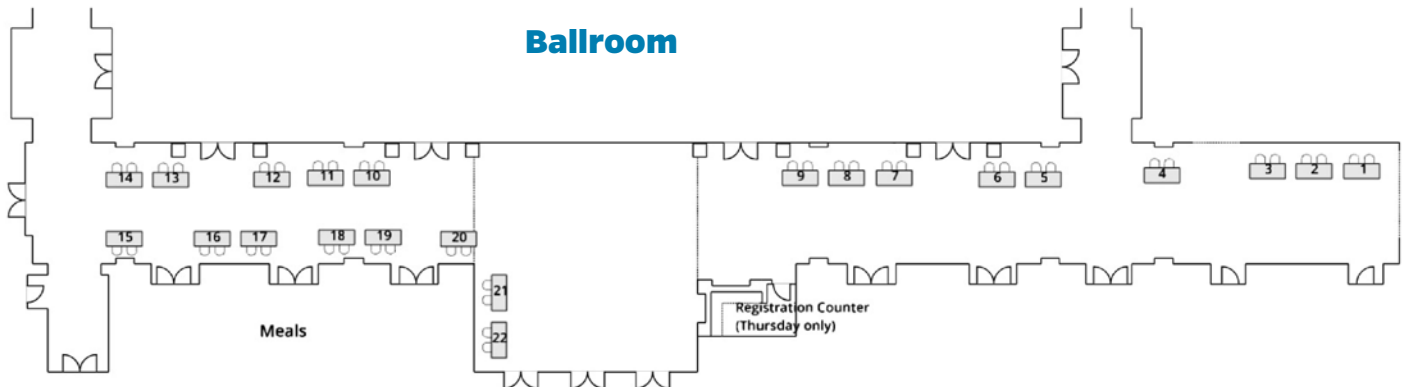 Ballroom
14 13 12 11 10 9 8 7 6 5 4 3 2 1
15 16 17 18 19 20
21
22
Registration Counter
(Thursday only)
Meals